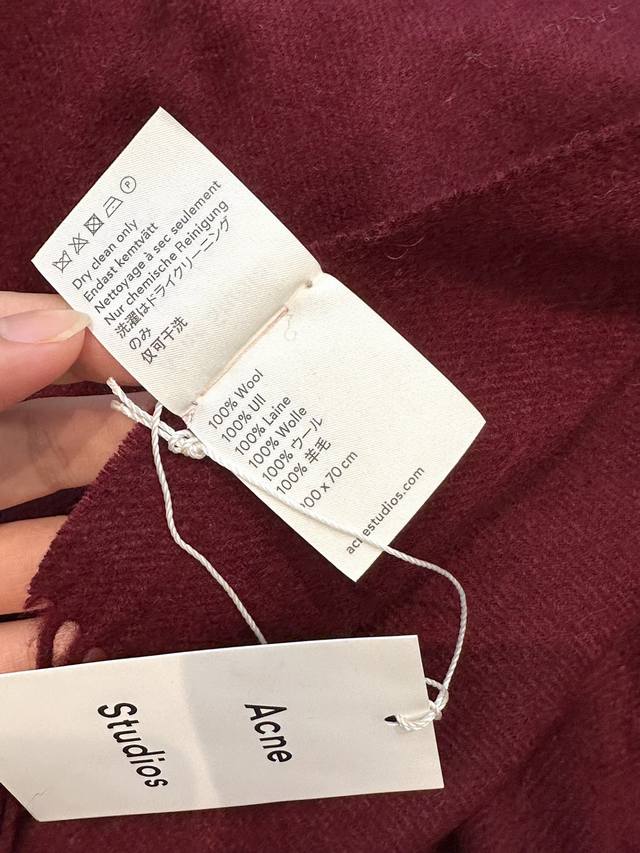 Dry clean only
Endast kemtvätt
Nettoyage à sec seulement
Nur chemische Reinigung
洗濯はドライクリーニング
のみ
仅可干洗
100% Wool
100% Ull
100% Laine
100% Wolle
100% ウール
100% 羊毛
00 x 70 cm
acnestudios.com
Acne
Studios